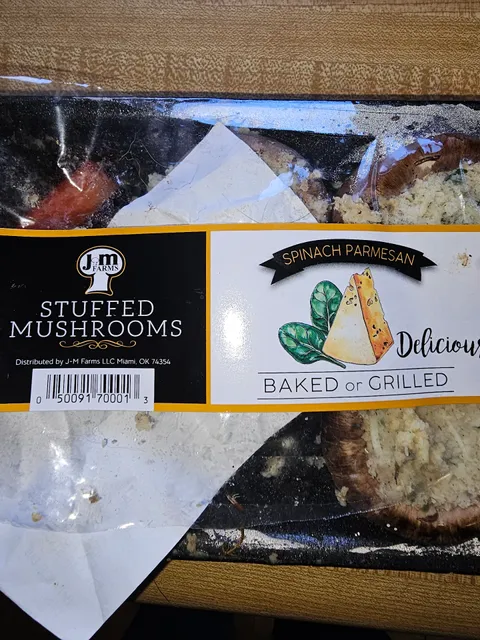 J-M
FARMS
STUFFED
MUSHROOMS
Distributed by J-M Farms LLC Miami, OK 74354
0 50091 70001 3
SPINACH PARMESAN
Delicious
BAKED or GRILLED